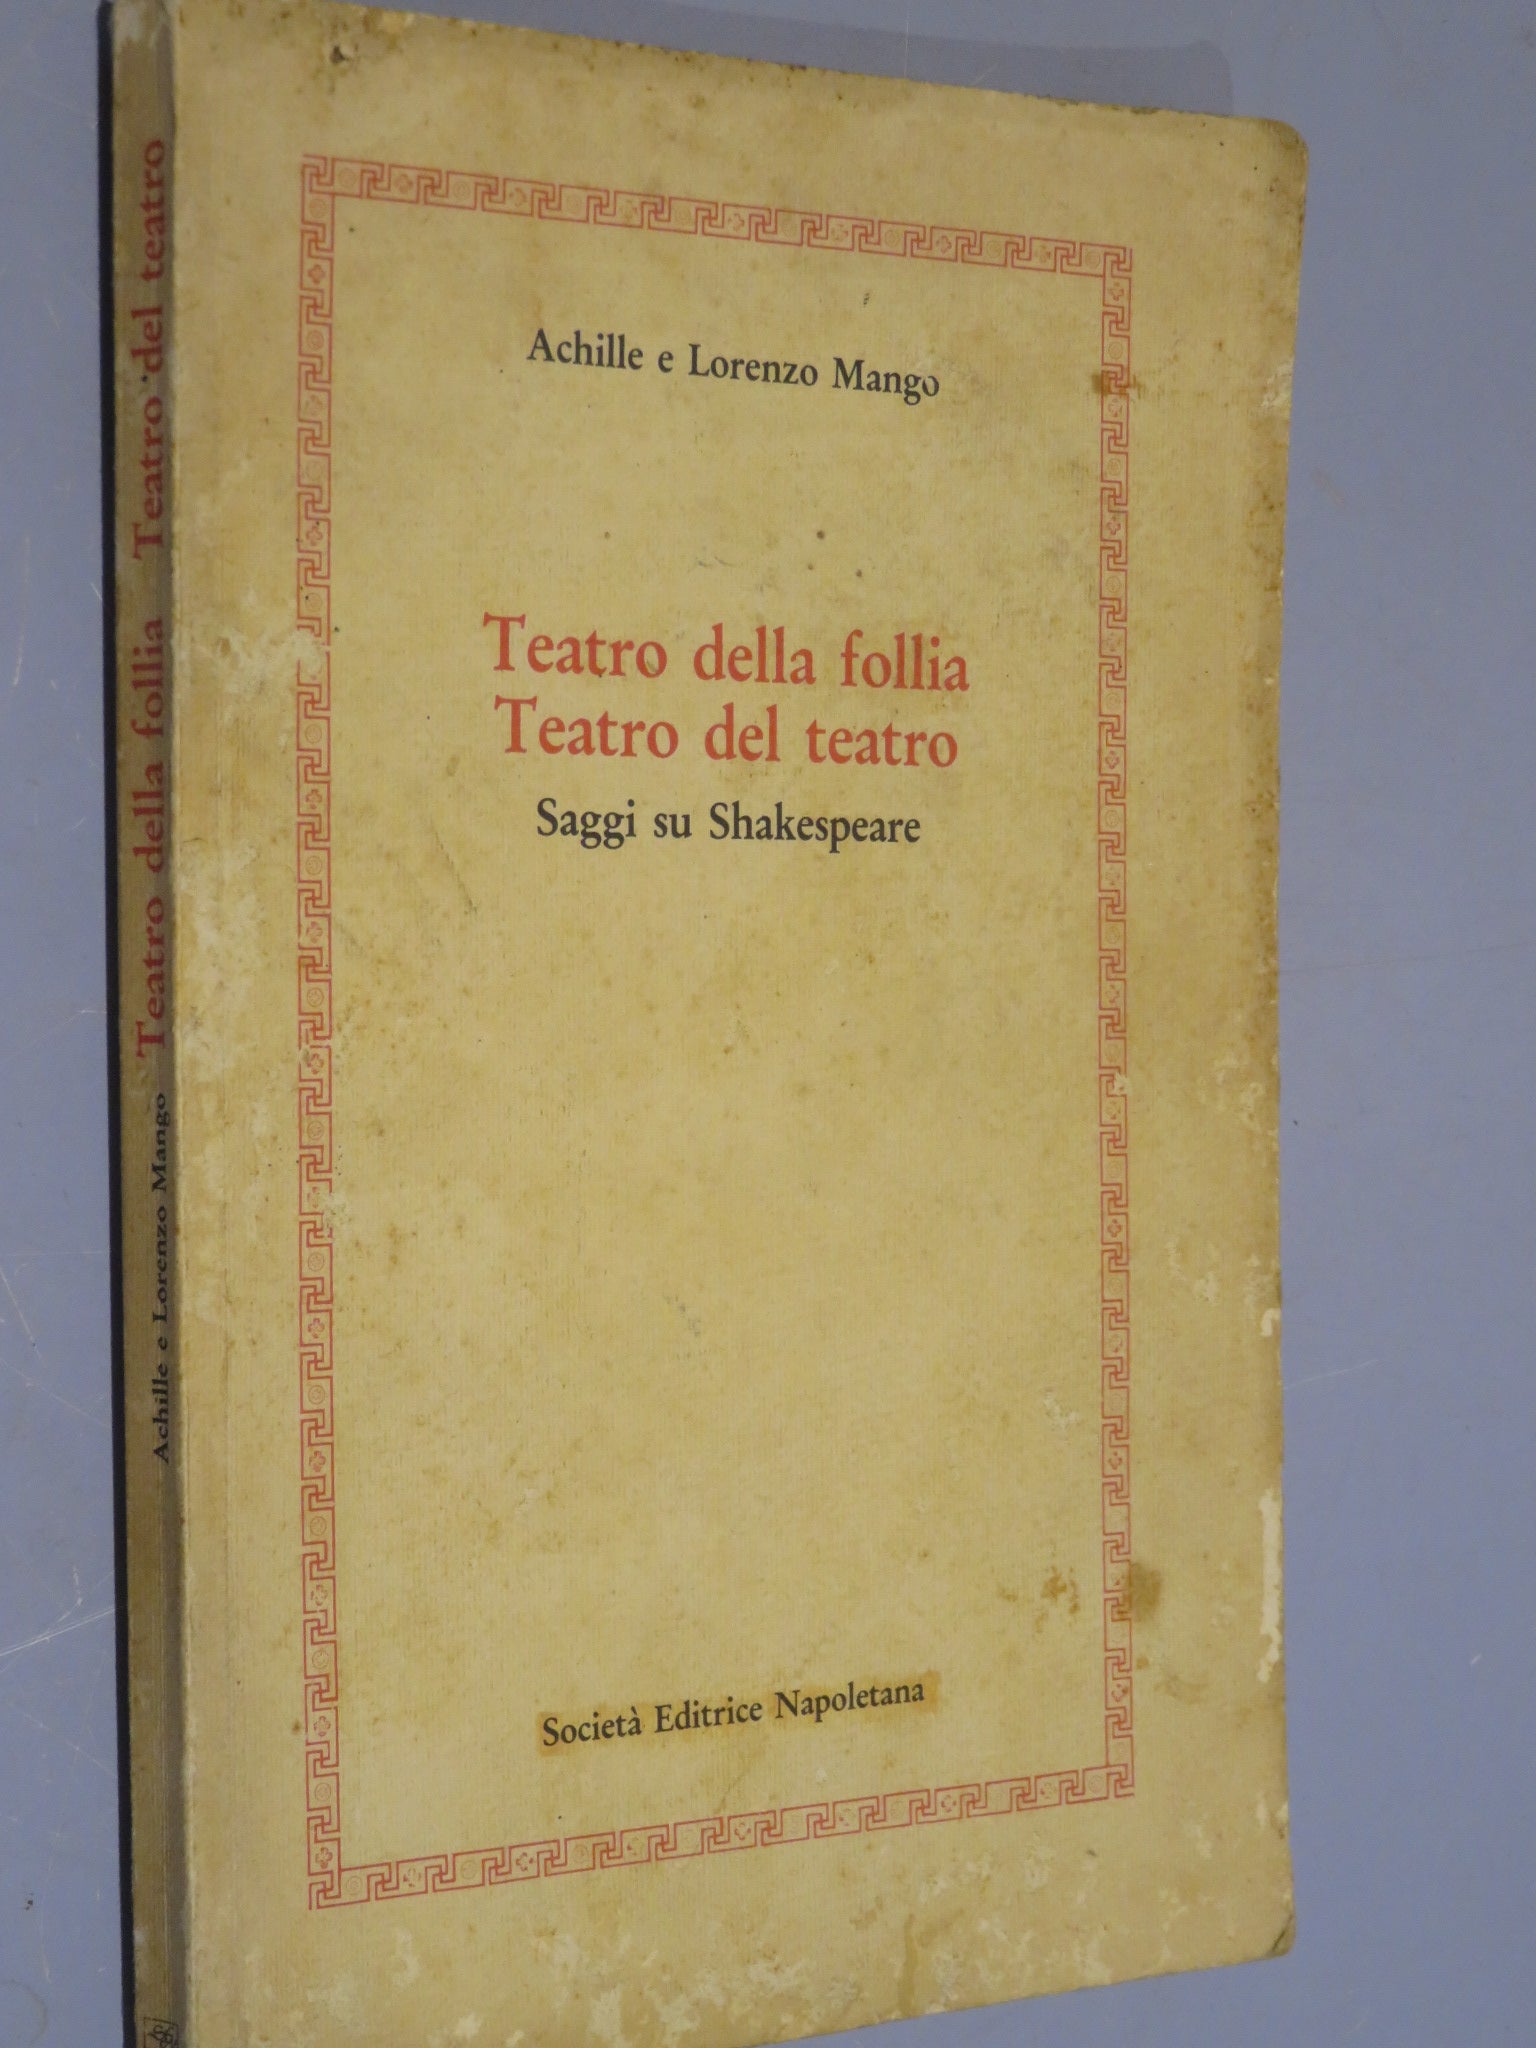 Achille e Lorenzo Mango
Teatro della follia
Teatro del teatro
Saggi su Shakespeare
Società Editrice Napoletana
Achille e Lorenzo Mango Teatro della follia Teatro del teatro